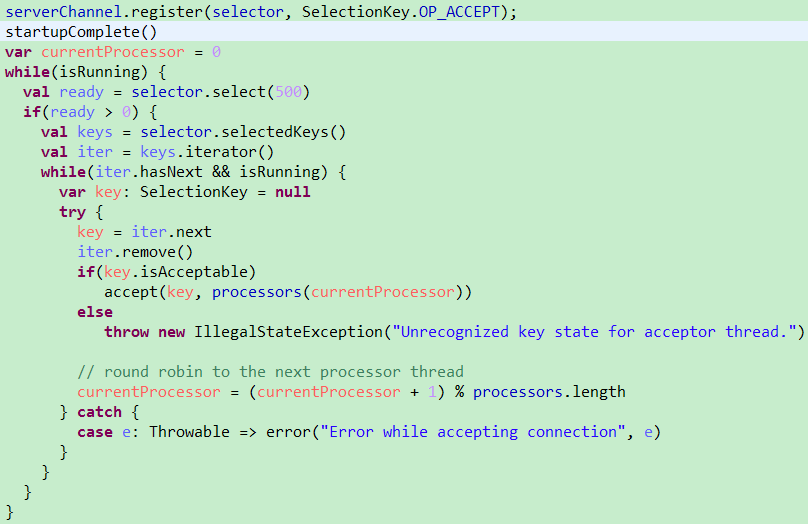 serverChannel.register(selector, SelectionKey.OP_ACCEPT);
startupComplete()
var currentProcessor = 0
while(isRunning) {
  val ready = selector.select(500)
  if(ready > 0) {
    val keys = selector.selectedKeys()
    val iter = keys.iterator()
    while(iter.hasNext && isRunning) {
      var key: SelectionKey = null
      try {
        key = iter.next
        iter.remove()
        if(key.isAcceptable)
           accept(key, processors(currentProcessor))
        else
           throw new IllegalStateException("Unrecognized key state for acceptor thread.")

        // round robin to the next processor thread
        currentProcessor = (currentProcessor + 1) % processors.length
      } catch {
        case e: Throwable => error("Error while accepting connection", e)
      }
    }
  }
}